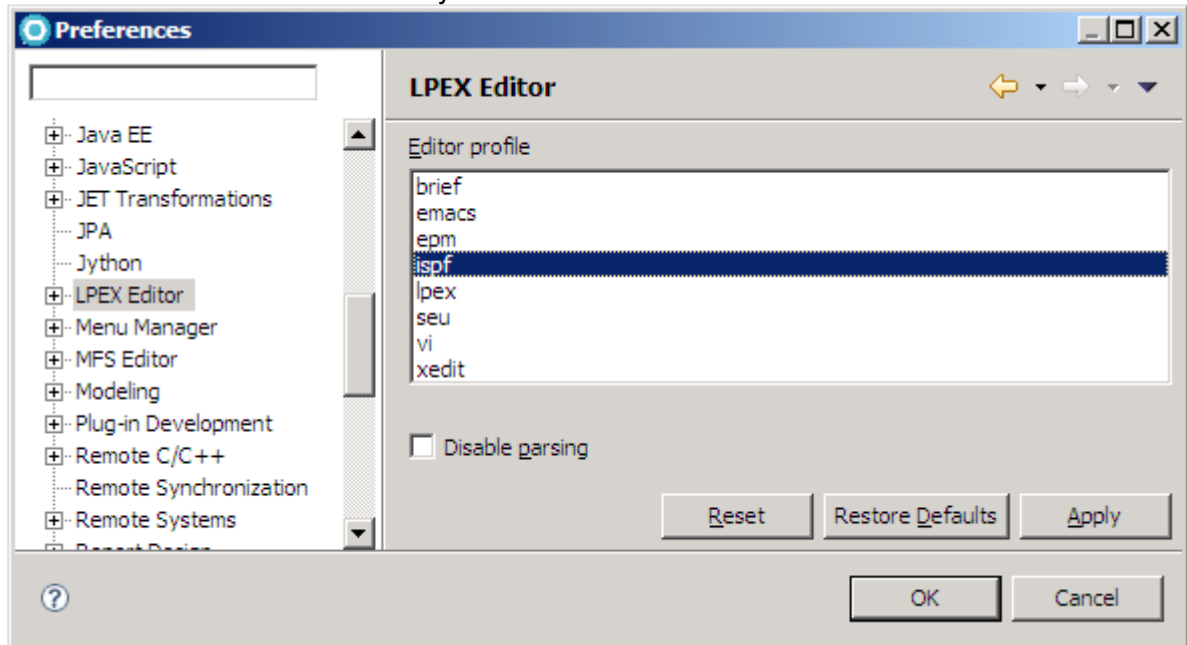 Preferences
LPEX Editor
Java EE
JavaScript
JET Transformations
JPA
Jython
LPEX Editor
Menu Manager
MFS Editor
Modeling
Plug-in Development
Remote C/C++
Remote Synchronization
Remote Systems
Report Design
Editor profile
brief
emacs
epm
ispf
lpex
seu
vi
xedit
Disable parsing
Reset
Restore Defaults
Apply
OK
Cancel